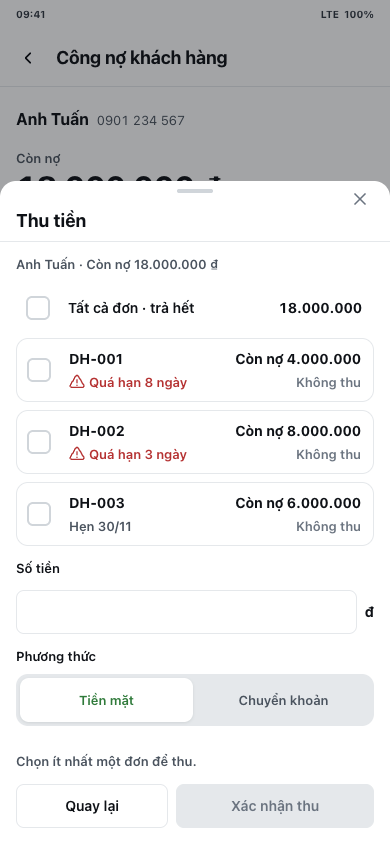 09:41 LTE 100%
Công nợ khách hàng
Anh Tuấn 0901 234 567
Còn nợ
Thu tiền
Anh Tuấn · Còn nợ 18.000.000 ₫
Tất cả đơn · trả hết 18.000.000
DH-001 Còn nợ 4.000.000
Quá hạn 8 ngày Không thu
DH-002 Còn nợ 8.000.000
Quá hạn 3 ngày Không thu
DH-003 Còn nợ 6.000.000
Hẹn 30/11 Không thu
Số tiền
đ
Phương thức
Tiền mặt Chuyển khoản
Chọn ít nhất một đơn để thu.
Quay lại Xác nhận thu